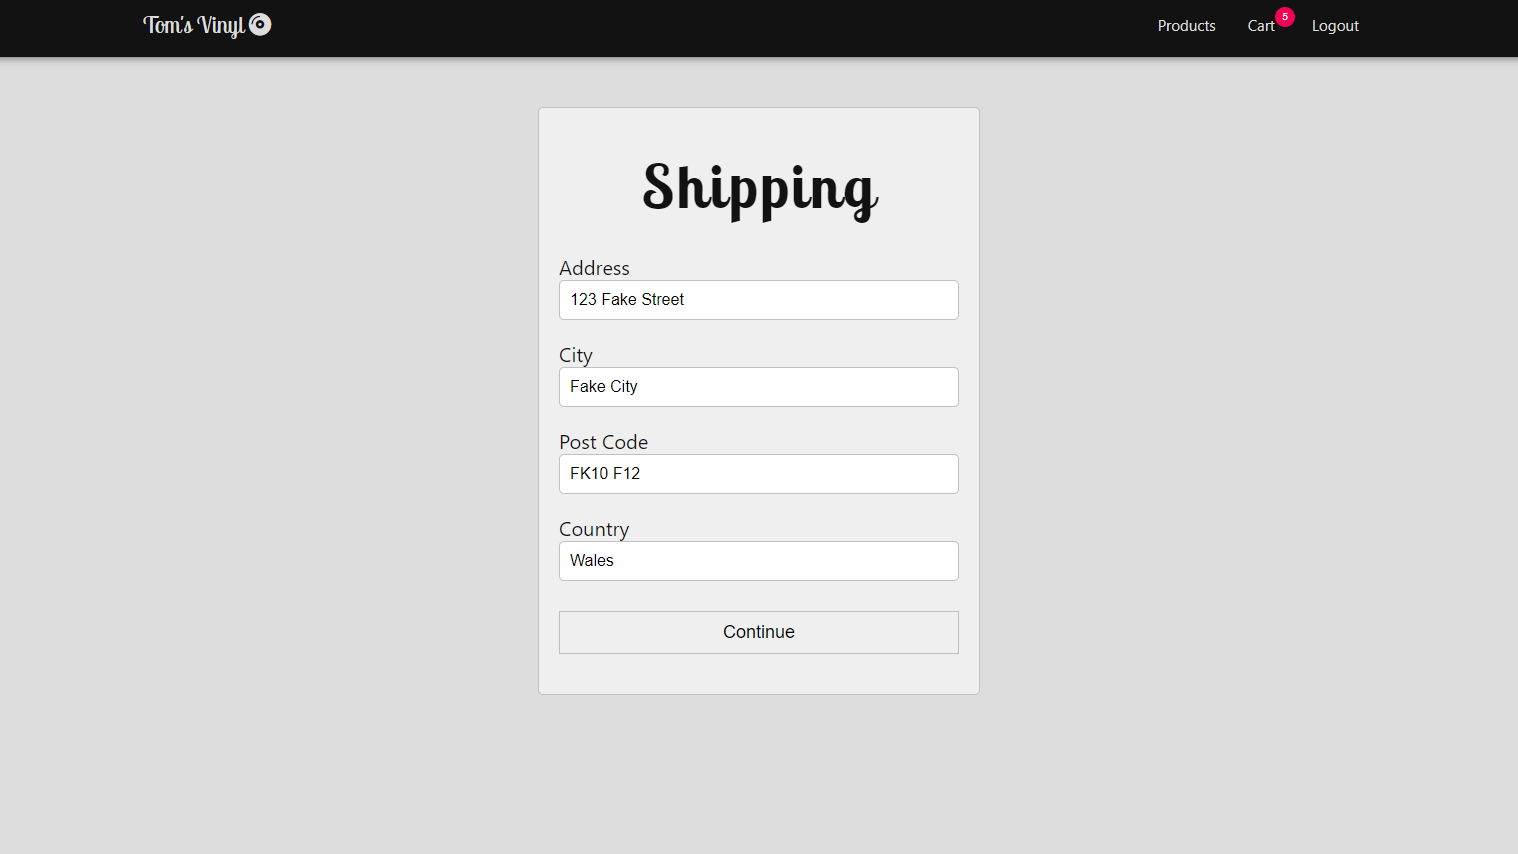 Tom's Vinyl
Products
Cart
5
Logout
Shipping
Address
123 Fake Street
City
Fake City
Post Code
FK10 F12
Country
Wales
Continue